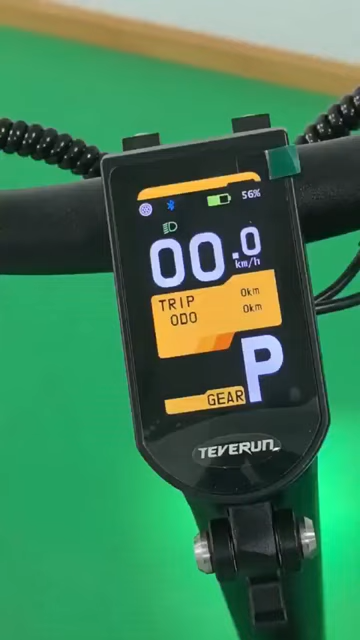 56%
00.0
km/h
TRIP 0km
ODO 0km
P
GEAR
TEVERUN